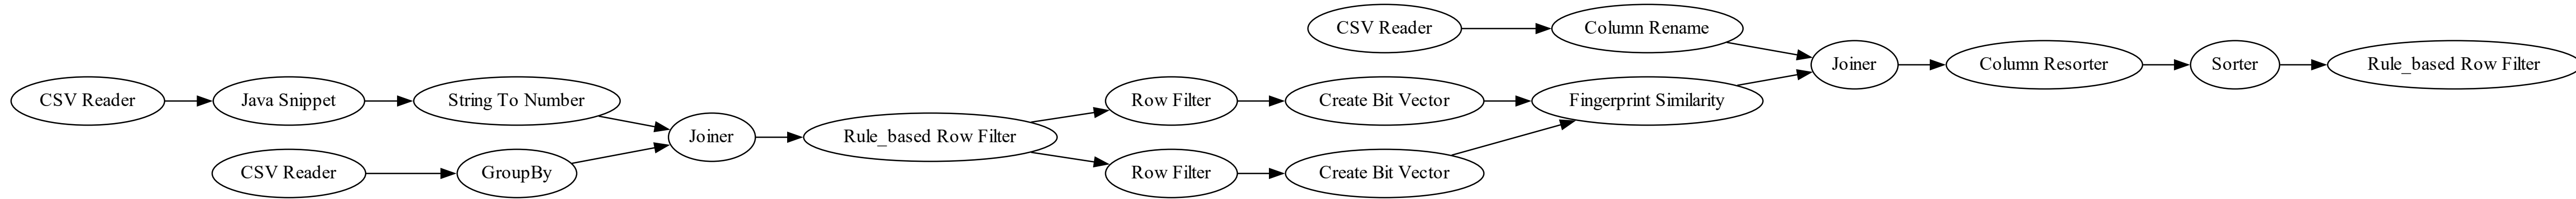 CSV Reader
Column Rename
Joiner
Column Resorter
Sorter
Rule_based Row Filter
CSV Reader
Java Snippet
String To Number
Row Filter
Create Bit Vector
Fingerprint Similarity
Joiner
Rule_based Row Filter
CSV Reader
GroupBy
Row Filter
Create Bit Vector